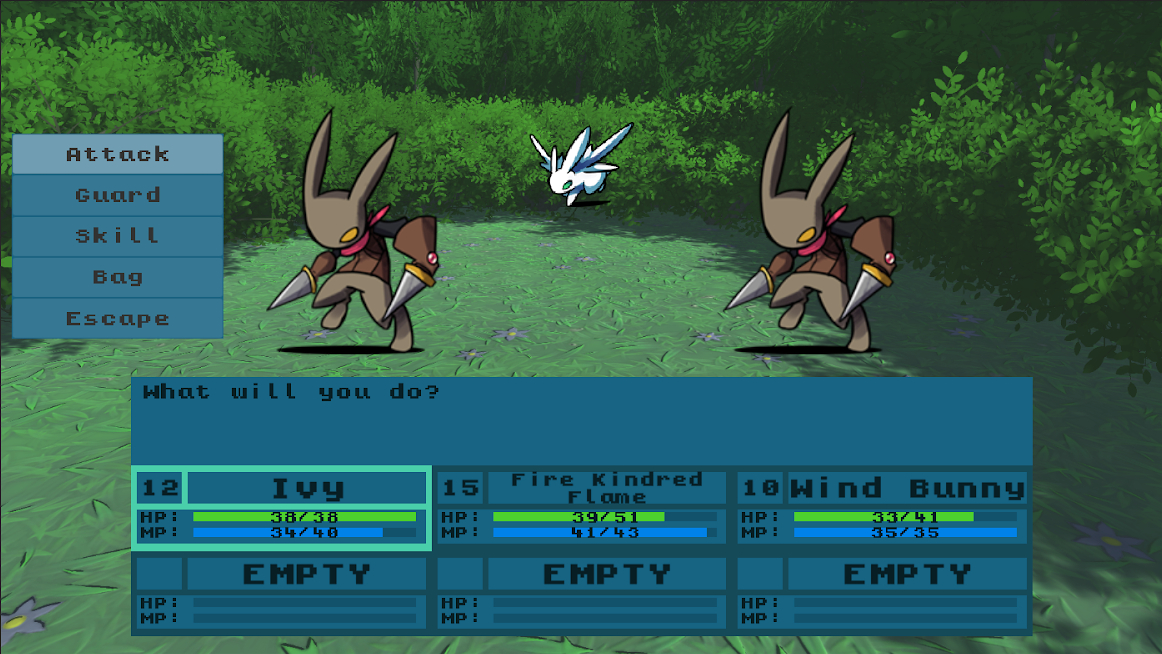 Attack
Guard
Skill
Bag
Escape
What will you do?
12 Ivy
HP: 38/38
MP: 34/40
15 Fire Kindred
Flame
HP: 39/51
MP: 41/43
10 Wind Bunny
HP: 33/41
MP: 35/35
EMPTY
HP:
MP:
EMPTY
HP:
MP:
EMPTY
HP:
MP: